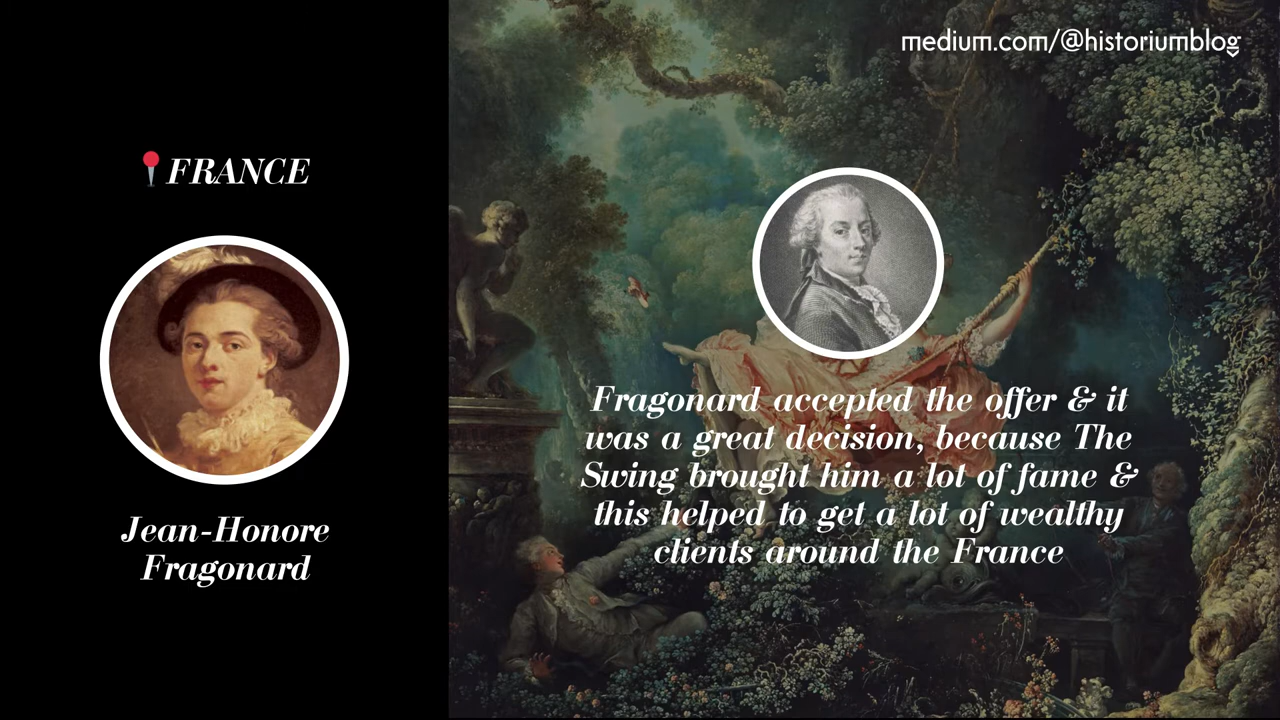 medium.com/@historiumblog
FRANCE
Jean-Honore
Fragonard
Fragonard accepted the offer & it
was a great decision, because The
Swing brought him a lot of fame &
this helped to get a lot of wealthy
clients around the France